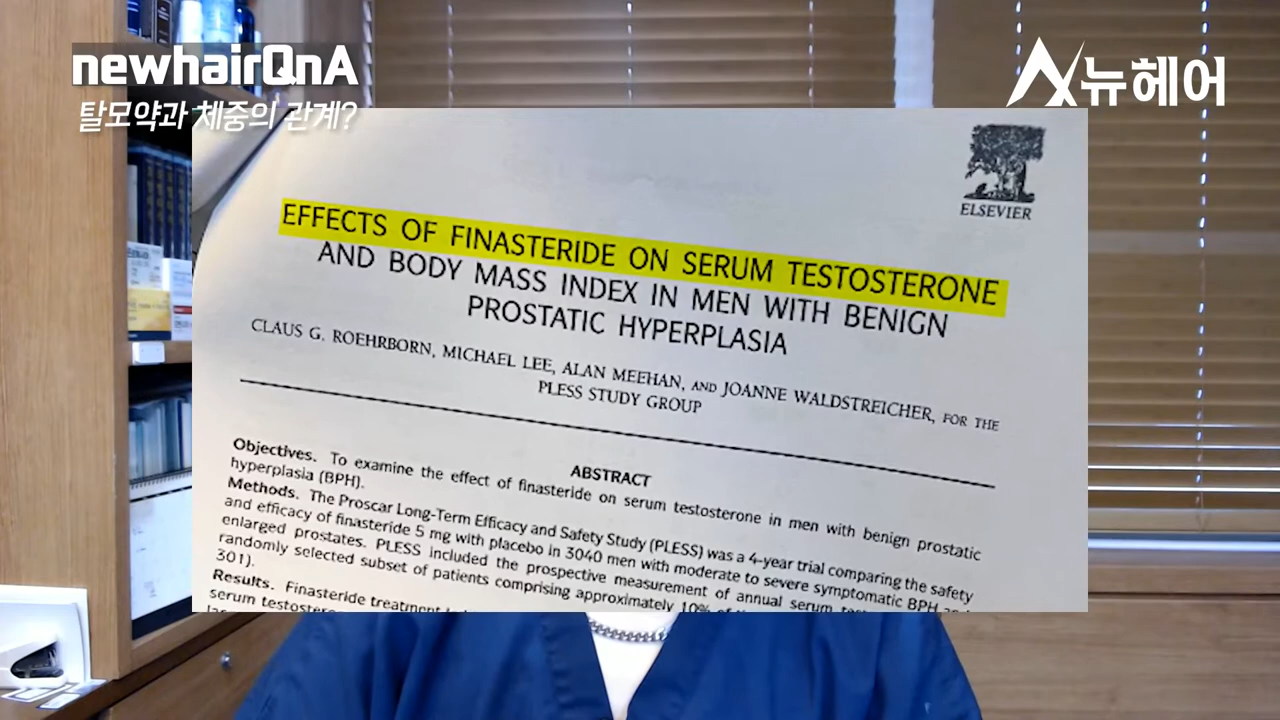 newhairQnA
탈모약과 체중의 관계?
뉴헤어
ELSEVIER
EFFECTS OF FINASTERIDE ON SERUM TESTOSTERONE
AND BODY MASS INDEX IN MEN WITH BENIGN
PROSTATIC HYPERPLASIA
CLAUS G. ROEHRBORN, MICHAEL LEE, ALAN MEEHAN, AND JOANNE WALDSTREICHER, FOR THE
PLESS STUDY GROUP
ABSTRACT
Objectives. To examine the effect of finasteride on serum testosterone in men with benign prostatic
hyperplasia (BPH).
Methods. The Proscar Long-Term Efficacy and Safety Study (PLESS) was a 4-year trial comparing the safety
and efficacy of finasteride 5 mg with placebo in 3040 men with moderate to severe symptomatic BPH and
enlarged prostates. PLESS included the prospective measurement of annual serum
randomly selected subset of patients comprising approximately 10% of
301).
Results. Finasteride treatment
serum